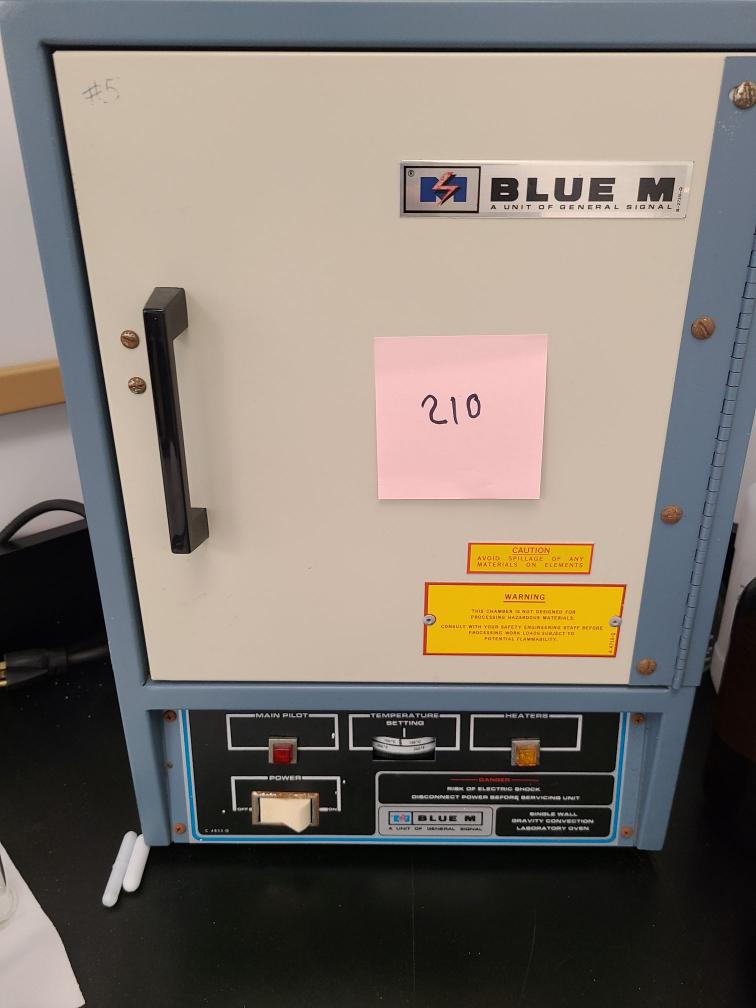 #5
®
BLUE M
A UNIT OF GENERAL SIGNAL
210
CAUTION
AVOID SPILLAGE OF ANY
MATERIALS ON ELEMENTS
WARNING
THIS CHAMBER IS NOT DESIGNED FOR
PROCESSING HAZARDOUS MATERIALS.
CONSULT WITH YOUR SAFETY ENGINEERING STAFF BEFORE
PROCESSING WORK LOADS SUBJECT TO
POTENTIAL FLAMMABILITY.
MAIN PILOT
TEMPERATURE
SETTING
HEATERS
POWER
OFF
ON
DANGER
RISK OF ELECTRIC SHOCK
DISCONNECT POWER BEFORE SERVICING UNIT
BLUE M
A UNIT OF GENERAL SIGNAL
SINGLE WALL
GRAVITY CONVECTION
LABORATORY OVEN